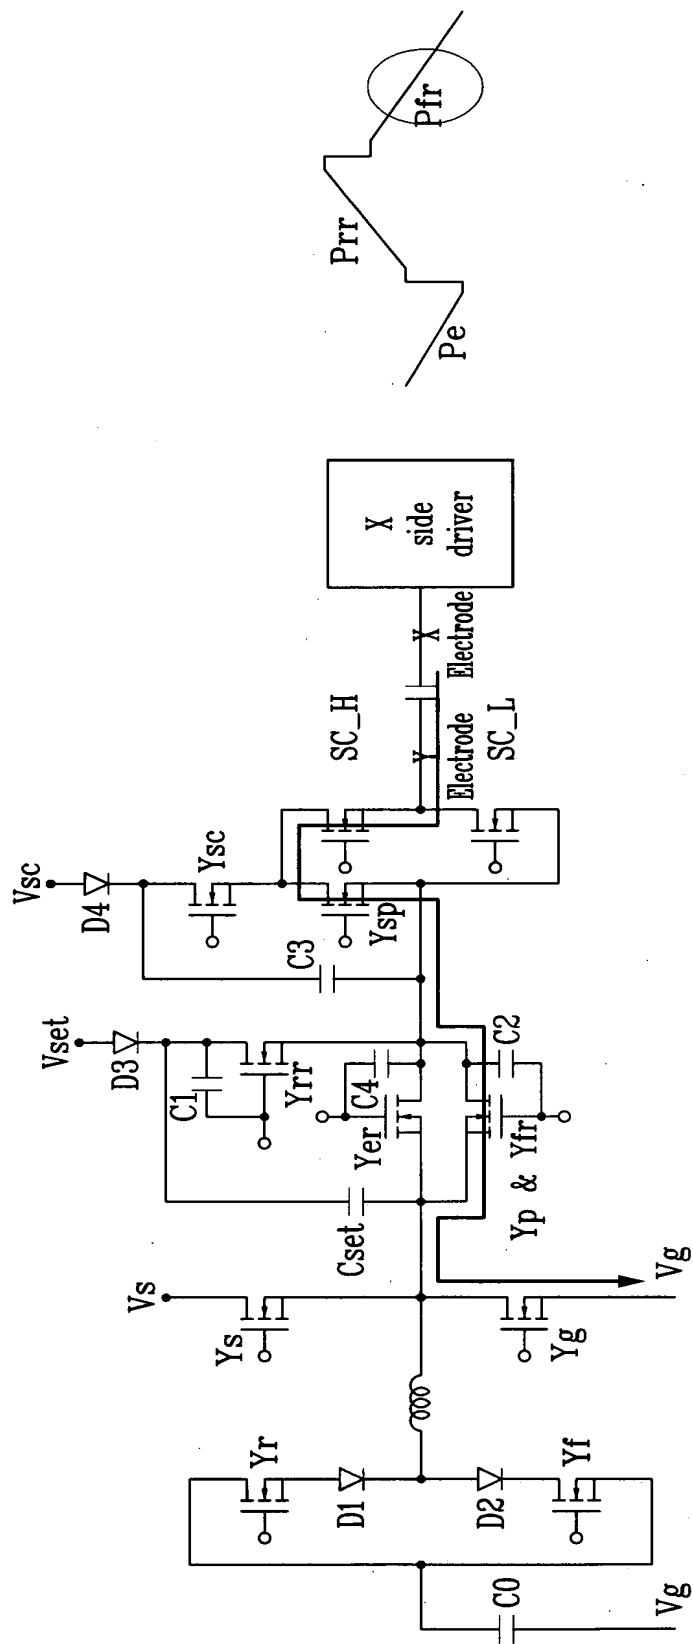 Pe
Prr
Pfr
Vsc
D4
Ysc
Vset
D3
C1
Yrr
C3
Ysp
SC_H
X
side
driver
Y
Electrode
X
Electrode
SC_L
C4
Yer
C2
Yp & Yfr
Cset
Vs
Ys
Yg
Vg
Yr
D1
D2
Yf
C0
Vg